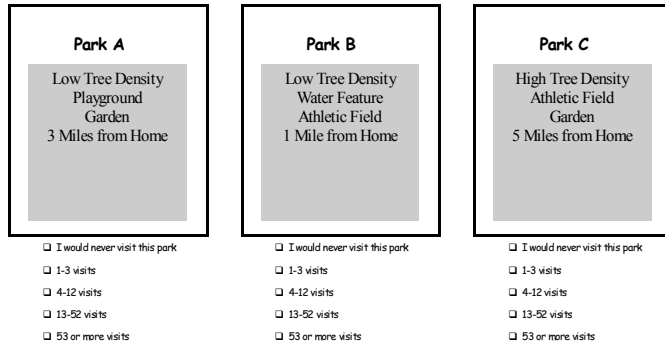 Park A
Low Tree Density
Playground
Garden
3 Miles from Home
❑ I would never visit this park
❑ 1-3 visits
❑ 4-12 visits
❑ 13-52 visits
❑ 53 or more visits
Park B
Low Tree Density
Water Feature
Athletic Field
1 Mile from Home
❑ I would never visit this park
❑ 1-3 visits
❑ 4-12 visits
❑ 13-52 visits
❑ 53 or more visits
Park C
High Tree Density
Athletic Field
Garden
5 Miles from Home
❑ I would never visit this park
❑ 1-3 visits
❑ 4-12 visits
❑ 13-52 visits
❑ 53 or more visits